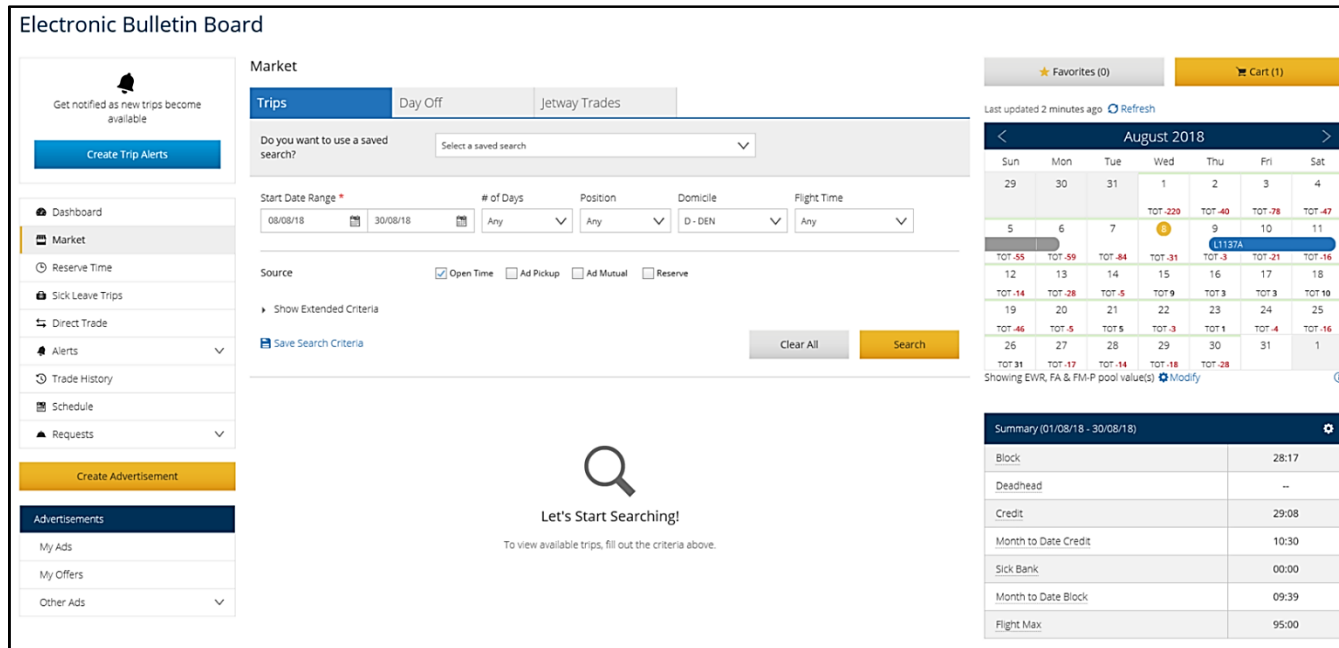 Electronic Bulletin Board
Get notified as new trips become
available
Create Trip Alerts
Dashboard
Market
Reserve Time
Sick Leave Trips
Direct Trade
Alerts
Trade History
Schedule
Requests
Create Advertisement
Advertisements
My Ads
My Offers
Other Ads
Market
Trips Day Off Jetway Trades
Do you want to use a saved
search?
Select a saved search
Start Date Range * # of Days Position Domicile Flight Time
08/08/18 30/08/18 Any Any D - DEN Any
Source Open Time Ad Pickup Ad Mutual Reserve
Show Extended Criteria
Save Search Criteria Clear All Search
Let's Start Searching!
To view available trips, fill out the criteria above.
Favorites (0) Cart (1)
Last updated 2 minutes ago Refresh
August 2018
Sun Mon Tue Wed Thu Fri Sat
29 30 31 1 2 3 4
TOT -220 TOT -40 TOT -78 TOT -47
5 6 7 8 9 10 11
L1137A
TOT -55 TOT -59 TOT -84 TOT -31 TOT -3 TOT -21 TOT -16
12 13 14 15 16 17 18
TOT -14 TOT -28 TOT -5 TOT 9 TOT 3 TOT 3 TOT 10
19 20 21 22 23 24 25
TOT -46 TOT -5 TOT 5 TOT -3 TOT 1 TOT -4 TOT -16
26 27 28 29 30 31 1
TOT 31 TOT -17 TOT -14 TOT -18 TOT -28
Showing EWR, FA & FM-P pool value(s) Modify
Summary (01/08/18 - 30/08/18)
Block 28:17
Deadhead --
Credit 29:08
Month to Date Credit 10:30
Sick Bank 00:00
Month to Date Block 09:39
Flight Max 95:00